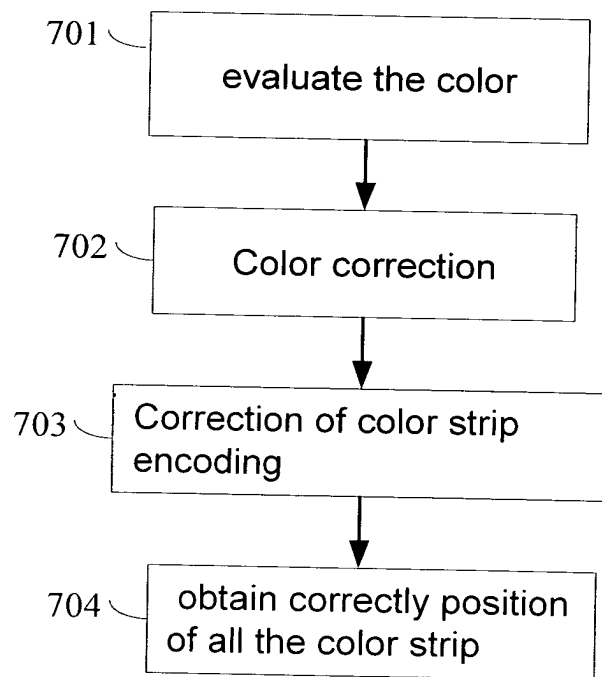 701
evaluate the color
702
Color correction
703
Correction of color strip
encoding
704
obtain correctly position
of all the color strip